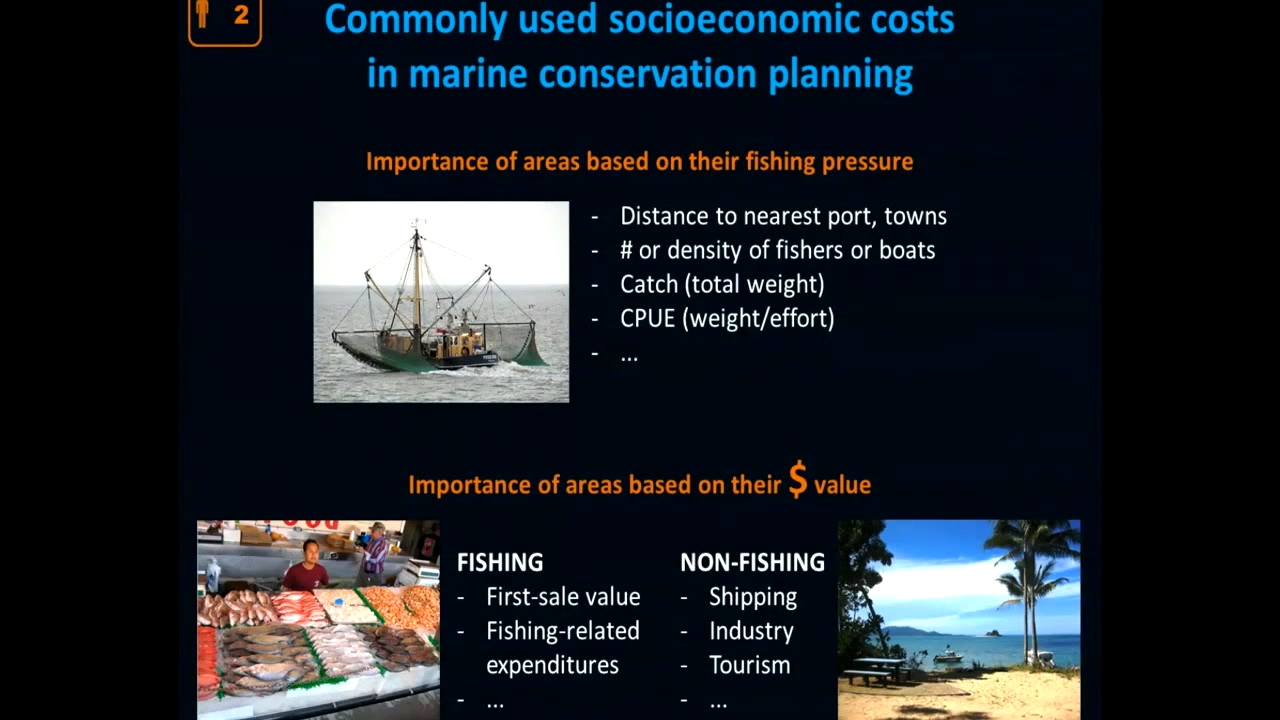 2
Commonly used socioeconomic costs
in marine conservation planning
Importance of areas based on their fishing pressure
- Distance to nearest port, towns
- # or density of fishers or boats
- Catch (total weight)
- CPUE (weight/effort)
- ...
Importance of areas based on their $ value
FISHING
- First-sale value
- Fishing-related
expenditures
- ...
NON-FISHING
- Shipping
- Industry
- Tourism
- ...